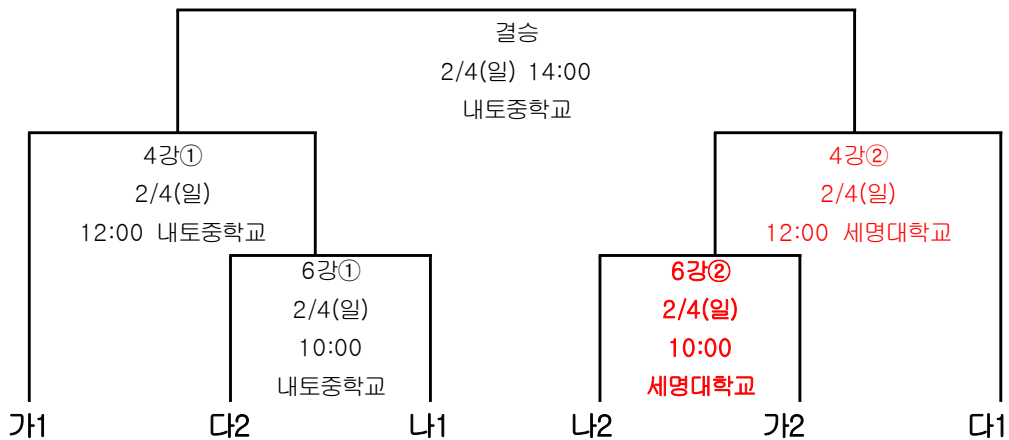 결승
2/4(일) 14:00
내토중학교
4강①
2/4(일)
12:00 내토중학교
4강②
2/4(일)
12:00 세명대학교
6강①
2/4(일)
10:00
내토중학교
6강②
2/4(일)
10:00
세명대학교
가1 다2 나1 나2 가2 다1